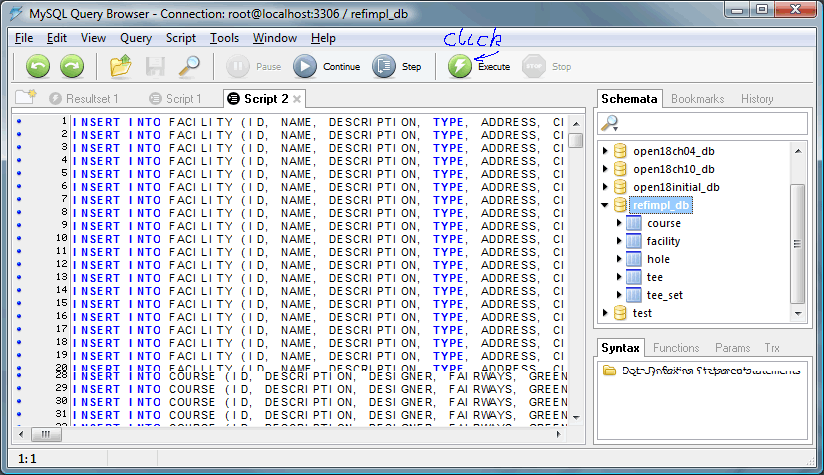 MySQL Query Browser - Connection: root@localhost:3306 / refimpl_db
File Edit View Query Script Tools Window Help
click
Pause Continue Step Execute Stop
Resultset 1 Script 1 Script 2
1 INSERT INTO FACILITY (ID, NAME, DESCRIPTION, TYPE, ADDRESS, CI
2 INSERT INTO FACILITY (ID, NAME, DESCRIPTION, TYPE, ADDRESS, CI
3 INSERT INTO FACILITY (ID, NAME, DESCRIPTION, TYPE, ADDRESS, CI
4 INSERT INTO FACILITY (ID, NAME, DESCRIPTION, TYPE, ADDRESS, CI
5 INSERT INTO FACILITY (ID, NAME, DESCRIPTION, TYPE, ADDRESS, CI
6 INSERT INTO FACILITY (ID, NAME, DESCRIPTION, TYPE, ADDRESS, CI
7 INSERT INTO FACILITY (ID, NAME, DESCRIPTION, TYPE, ADDRESS, CI
8 INSERT INTO FACILITY (ID, NAME, DESCRIPTION, TYPE, ADDRESS, CI
9 INSERT INTO FACILITY (ID, NAME, DESCRIPTION, TYPE, ADDRESS, CI
10 INSERT INTO FACILITY (ID, NAME, DESCRIPTION, TYPE, ADDRESS, CI
11 INSERT INTO FACILITY (ID, NAME, DESCRIPTION, TYPE, ADDRESS, CI
12 INSERT INTO FACILITY (ID, NAME, DESCRIPTION, TYPE, ADDRESS, CI
13 INSERT INTO FACILITY (ID, NAME, DESCRIPTION, TYPE, ADDRESS, CI
14 INSERT INTO FACILITY (ID, NAME, DESCRIPTION, TYPE, ADDRESS, CI
15 INSERT INTO FACILITY (ID, NAME, DESCRIPTION, TYPE, ADDRESS, CI
16 INSERT INTO FACILITY (ID, NAME, DESCRIPTION, TYPE, ADDRESS, CI
17 INSERT INTO FACILITY (ID, NAME, DESCRIPTION, TYPE, ADDRESS, CI
18 INSERT INTO FACILITY (ID, NAME, DESCRIPTION, TYPE, ADDRESS, CI
19 INSERT INTO FACILITY (ID, NAME, DESCRIPTION, TYPE, ADDRESS, CI
28 INSERT INTO COURSE (ID, DESCRIPTION, DESIGNER, FAIRWAYS, GREEN
29 INSERT INTO COURSE (ID, DESCRIPTION, DESIGNER, FAIRWAYS, GREEN
30 INSERT INTO COURSE (ID, DESCRIPTION, DESIGNER, FAIRWAYS, GREEN
31 INSERT INTO COURSE (ID, DESCRIPTION, DESIGNER, FAIRWAYS, GREEN
Schemata Bookmarks History
open18ch04_db
open18ch10_db
open18initial_db
refimpl_db
course
facility
hole
tee
tee_set
test
Syntax Functions Params Trx
1:1